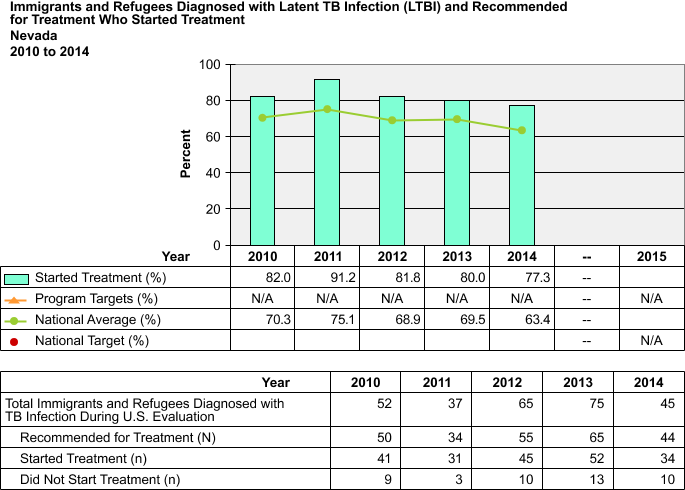 Immigrants and Refugees Diagnosed with Latent TB Infection (LTBI) and Recommended
for Treatment Who Started Treatment
Nevada
2010 to 2014
100
80
60
40
20
0
Percent
Year 2010 2011 2012 2013 2014 -- 2015
Started Treatment (%) 82.0 91.2 81.8 80.0 77.3 --
Program Targets (%) N/A N/A N/A N/A N/A -- N/A
National Average (%) 70.3 75.1 68.9 69.5 63.4 --
National Target (%) -- N/A
Year 2010 2011 2012 2013 2014
Total Immigrants and Refugees Diagnosed with 52 37 65 75 45
TB Infection During U.S. Evaluation
Recommended for Treatment (N) 50 34 55 65 44
Started Treatment (n) 41 31 45 52 34
Did Not Start Treatment (n) 9 3 10 13 10